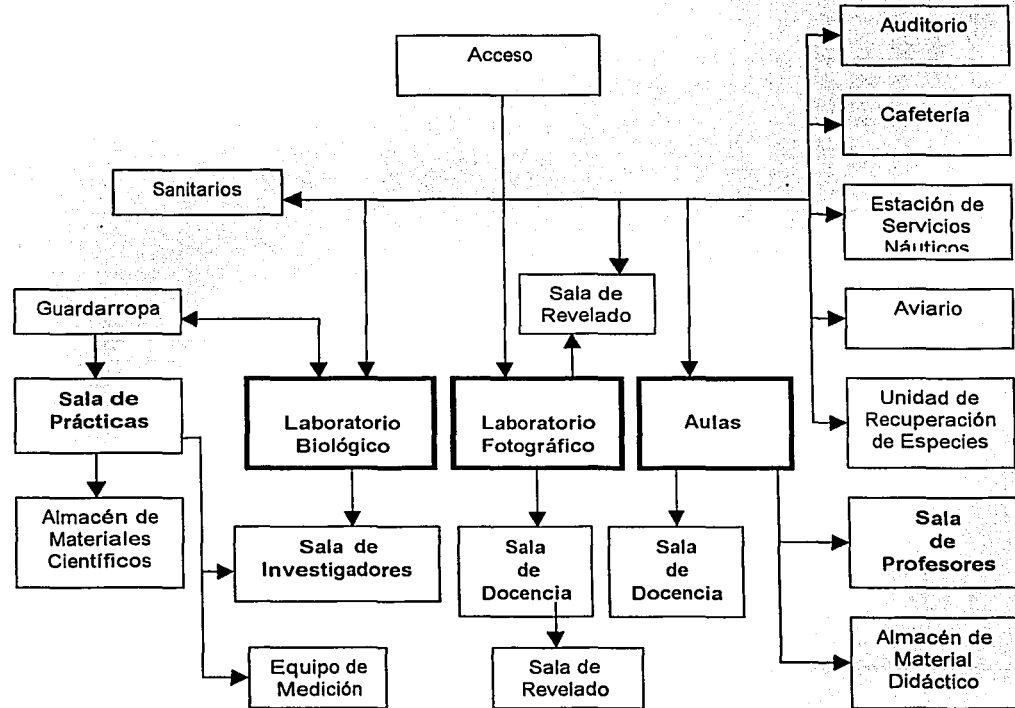 Acceso
Auditorio
Cafetería
Sanitarios
Estación de
Servicios
Náuticos
Sala de
Revelado
Guardarropa
Aviario
Sala de
Prácticas
Laboratorio
Biológico
Laboratorio
Fotográfico
Aulas
Unidad de
Recuperación
de Especies
Almacén de
Materiales
Científicos
Sala de
Investigadores
Sala
de
Docencia
Sala
de
Docencia
Sala
de
Profesores
Equipo de
Medición
Sala de
Revelado
Almacén de
Material
Didáctico